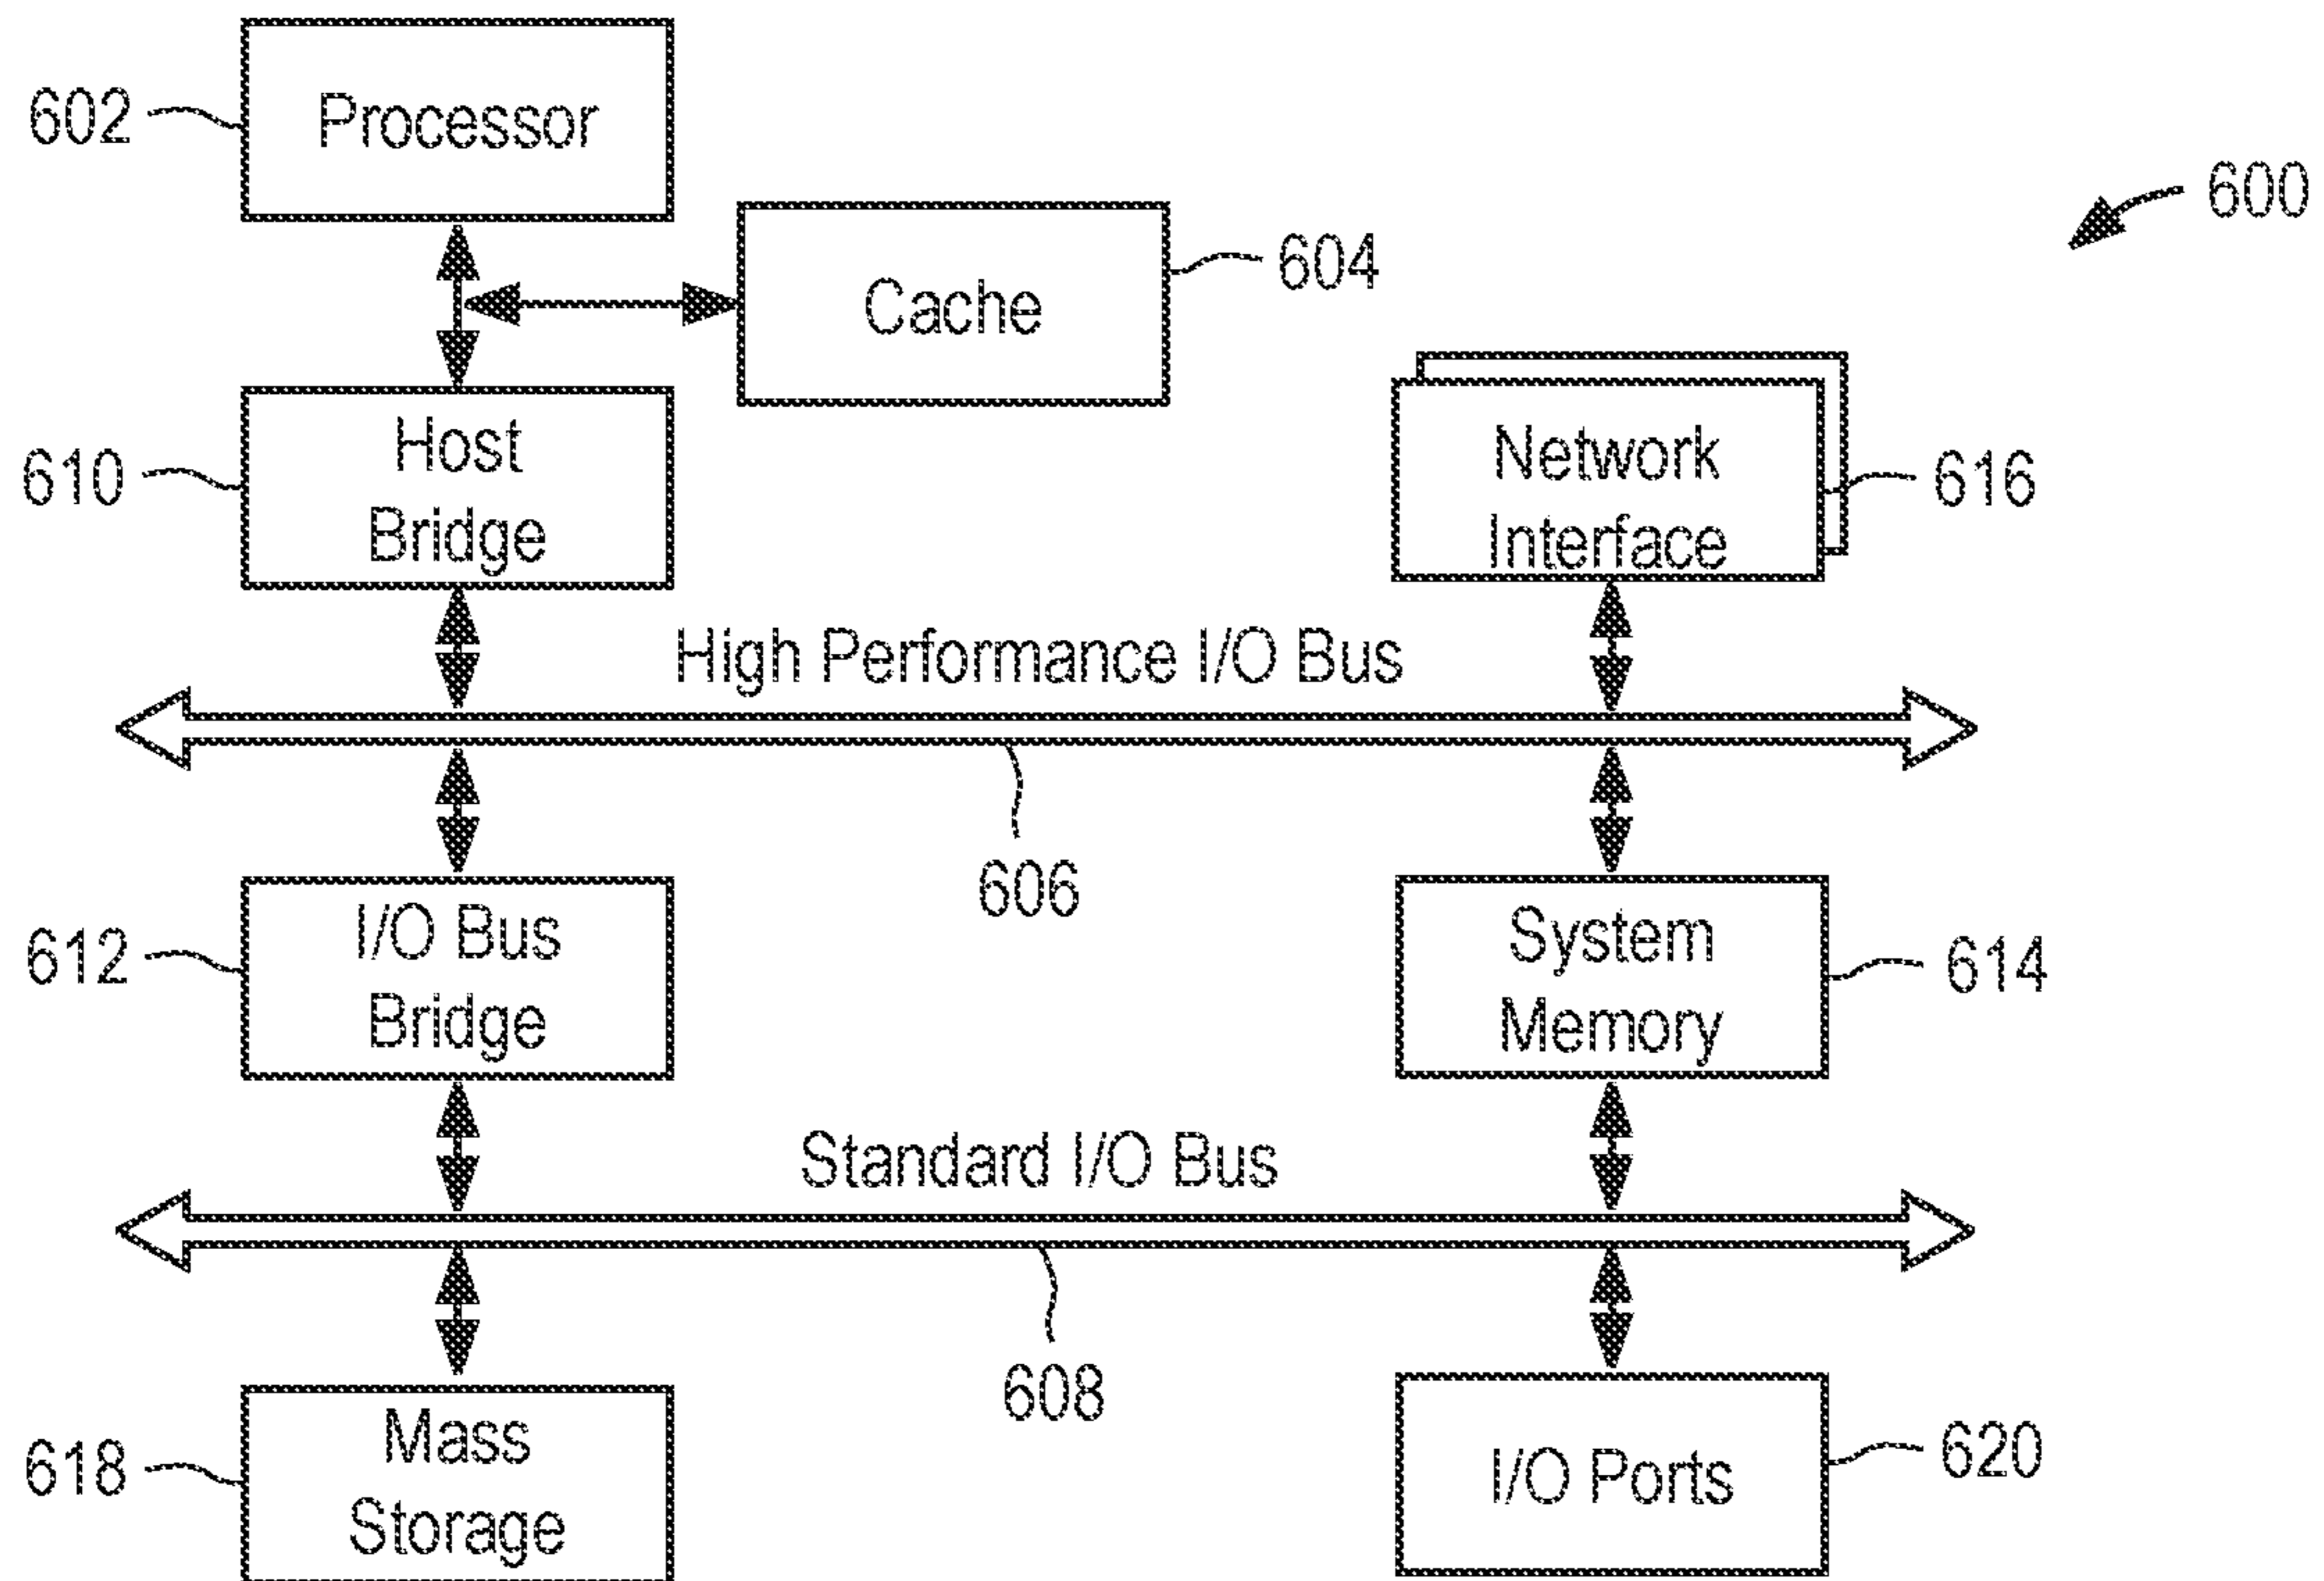 602
Processor
600
604
Cache
610
Host
Bridge
Network
Interface
616
High Performance I/O Bus
606
612
I/O Bus
Bridge
System
Memory
614
Standard I/O Bus
608
618
Mass
Storage
I/O Ports
620